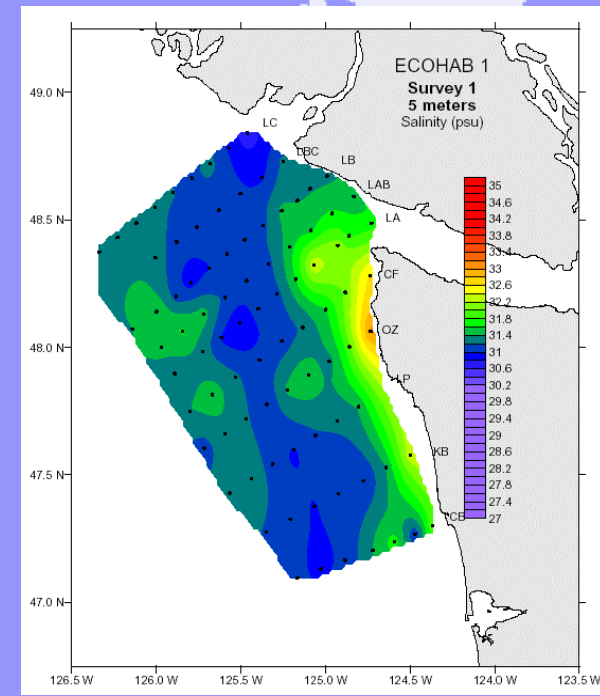 ECOHAB 1
Survey 1
5 meters
Salinity (psu)
49.0 N
48.5 N
48.0 N
47.5 N
47.0 N
LC
LBC
LB
LAB
LA
CF
OZ
LP
KB
CB
35
34.6
34.2
33.8
33.4
33
32.6
32.2
31.8
31.4
31
30.6
30.2
29.8
29.4
29
28.6
28.2
27.8
27.4
27
126.5 W 126.0 W 125.5 W 125.0 W 124.5 W 124.0 W 123.5 W